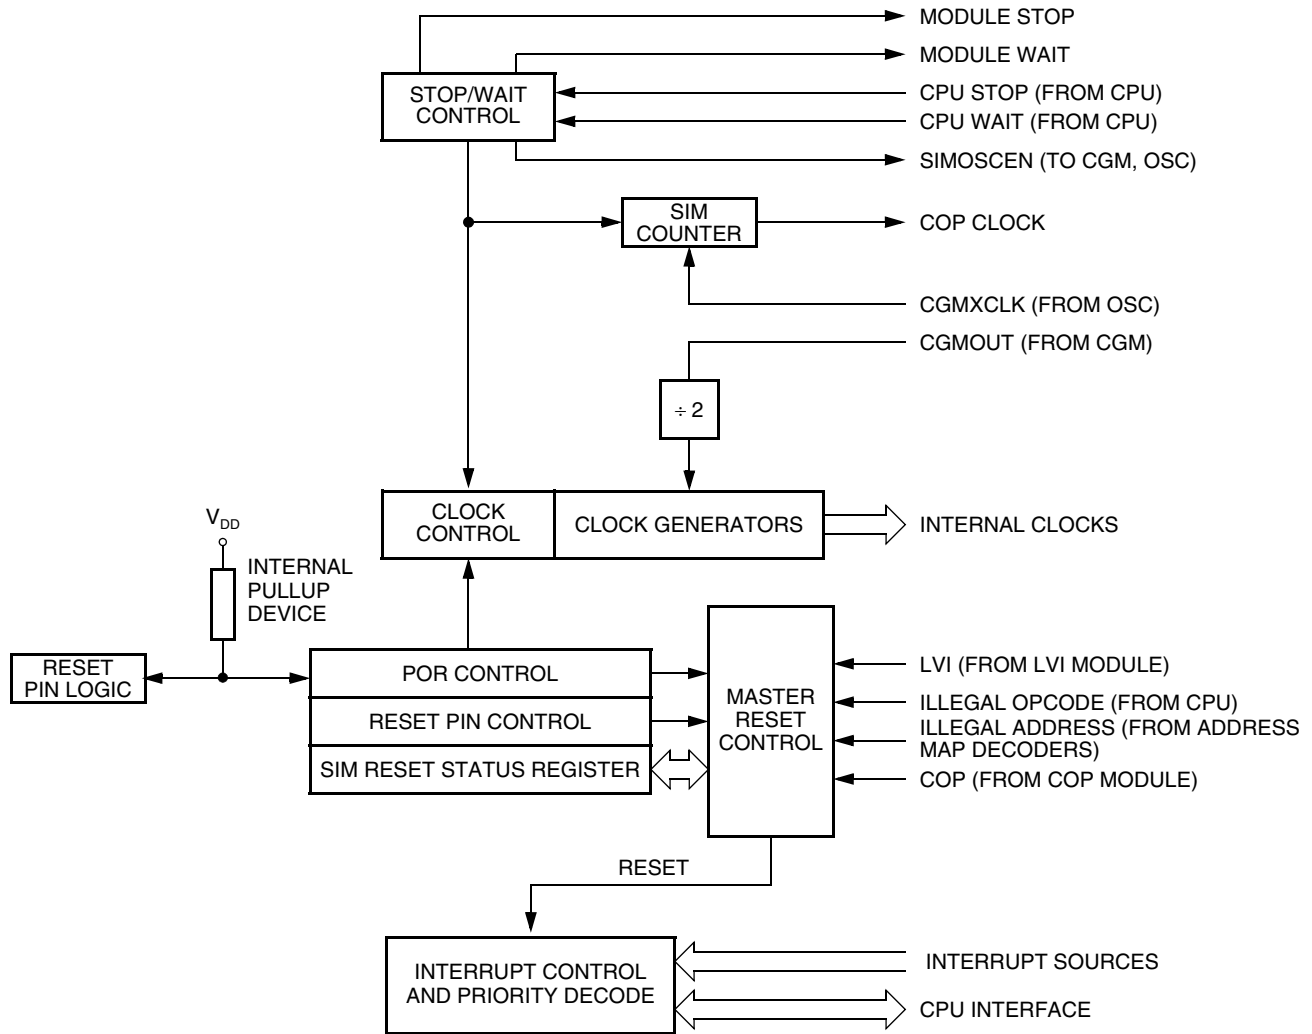 MODULE STOP
MODULE WAIT
STOP/WAIT
CONTROL
CPU STOP (FROM CPU)
CPU WAIT (FROM CPU)
SIMOSCEN (TO CGM, OSC)
SIM
COUNTER
COP CLOCK
CGMXCLK (FROM OSC)
CGMOUT (FROM CGM)
÷ 2
CLOCK
CONTROL
CLOCK GENERATORS
INTERNAL CLOCKS
VDD
INTERNAL
PULLUP
DEVICE
RESET
PIN LOGIC
POR CONTROL
RESET PIN CONTROL
SIM RESET STATUS REGISTER
MASTER
RESET
CONTROL
LVI (FROM LVI MODULE)
ILLEGAL OPCODE (FROM CPU)
ILLEGAL ADDRESS (FROM ADDRESS
MAP DECODERS)
COP (FROM COP MODULE)
RESET
INTERRUPT CONTROL
AND PRIORITY DECODE
INTERRUPT SOURCES
CPU INTERFACE